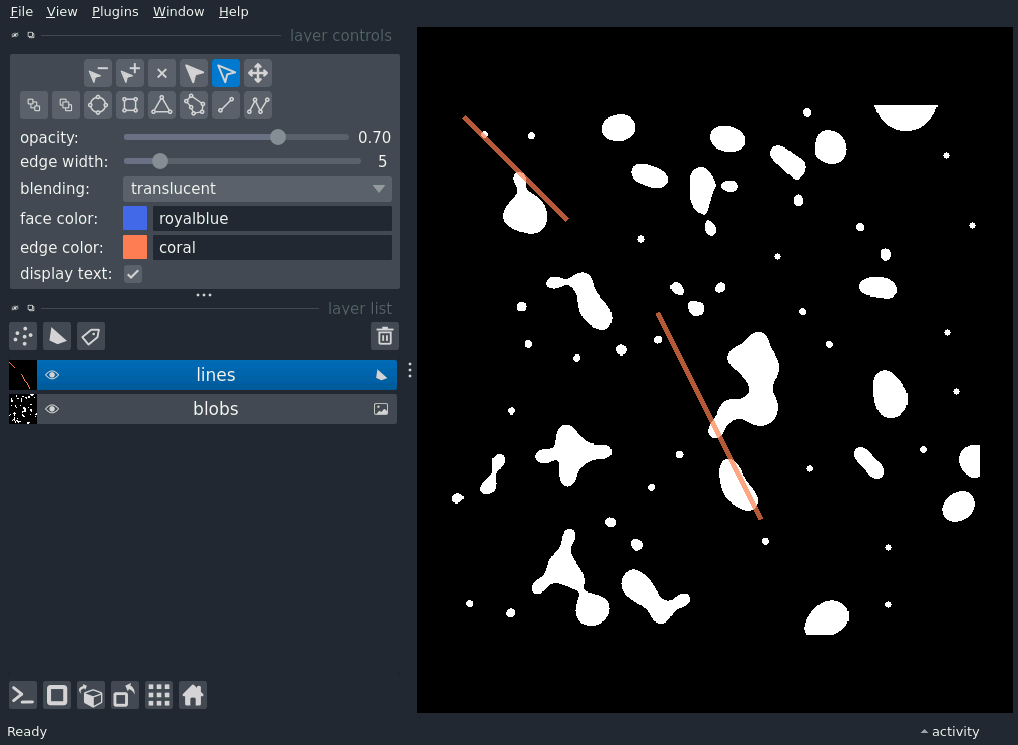 File View Plugins Window Help
layer controls
opacity: 0.70
edge width: 5
blending: translucent
face color: royalblue
edge color: coral
display text:
layer list
lines
blobs
Ready
activity